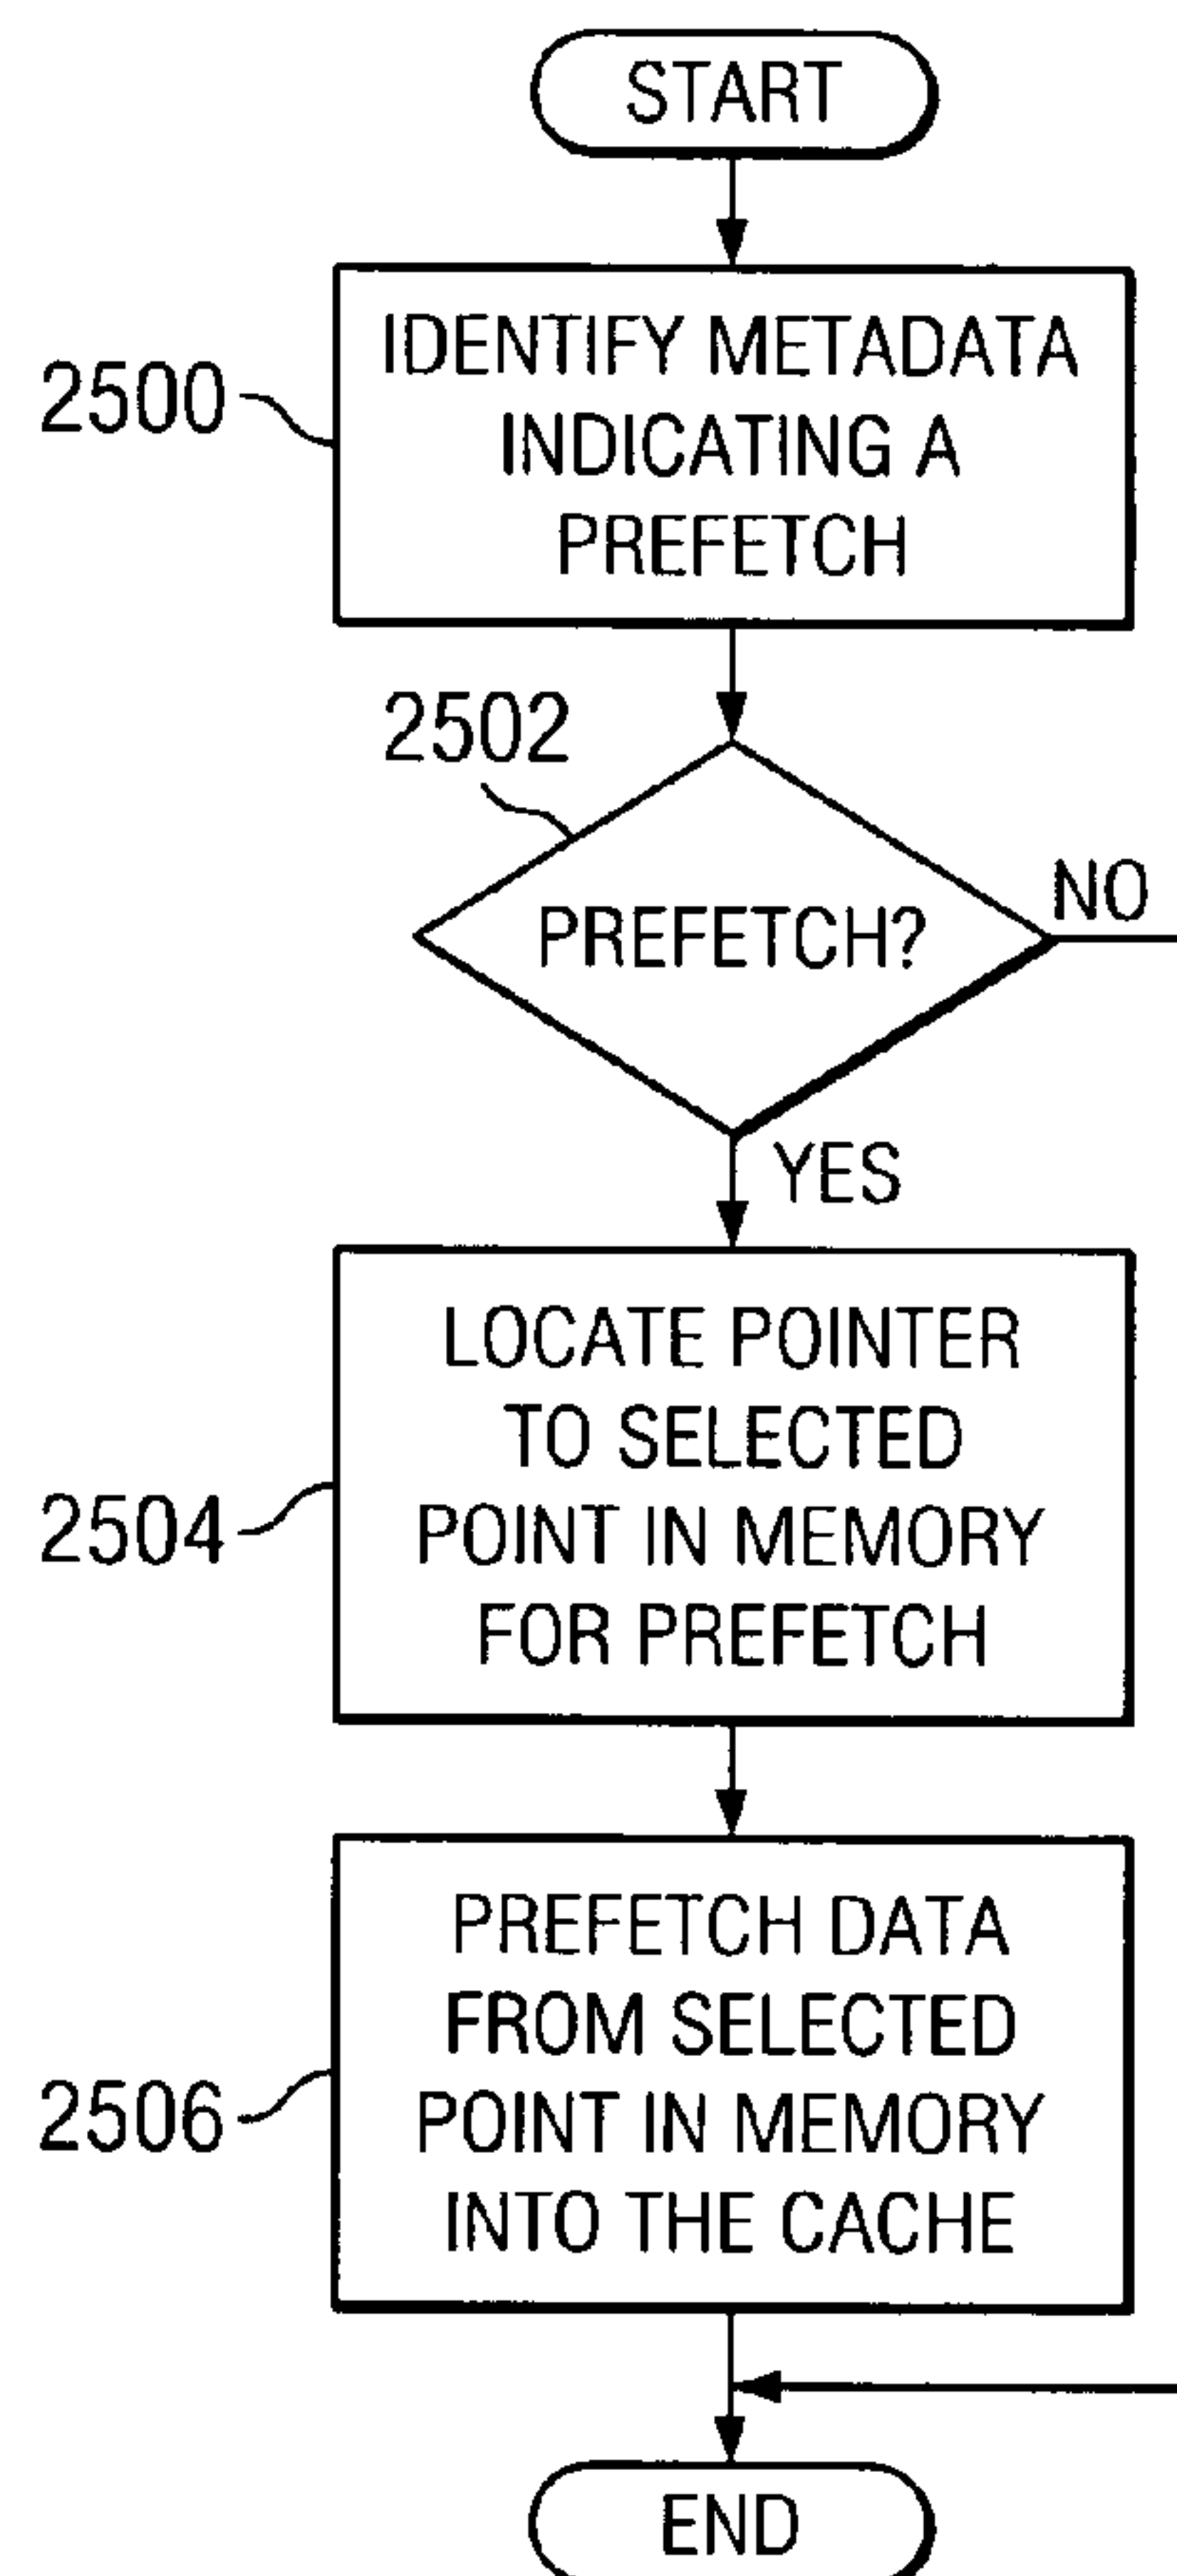 START
2500
IDENTIFY METADATA
INDICATING A
PREFETCH
2502
PREFETCH?
NO
YES
2504
LOCATE POINTER
TO SELECTED
POINT IN MEMORY
FOR PREFETCH
2506
PREFETCH DATA
FROM SELECTED
POINT IN MEMORY
INTO THE CACHE
END